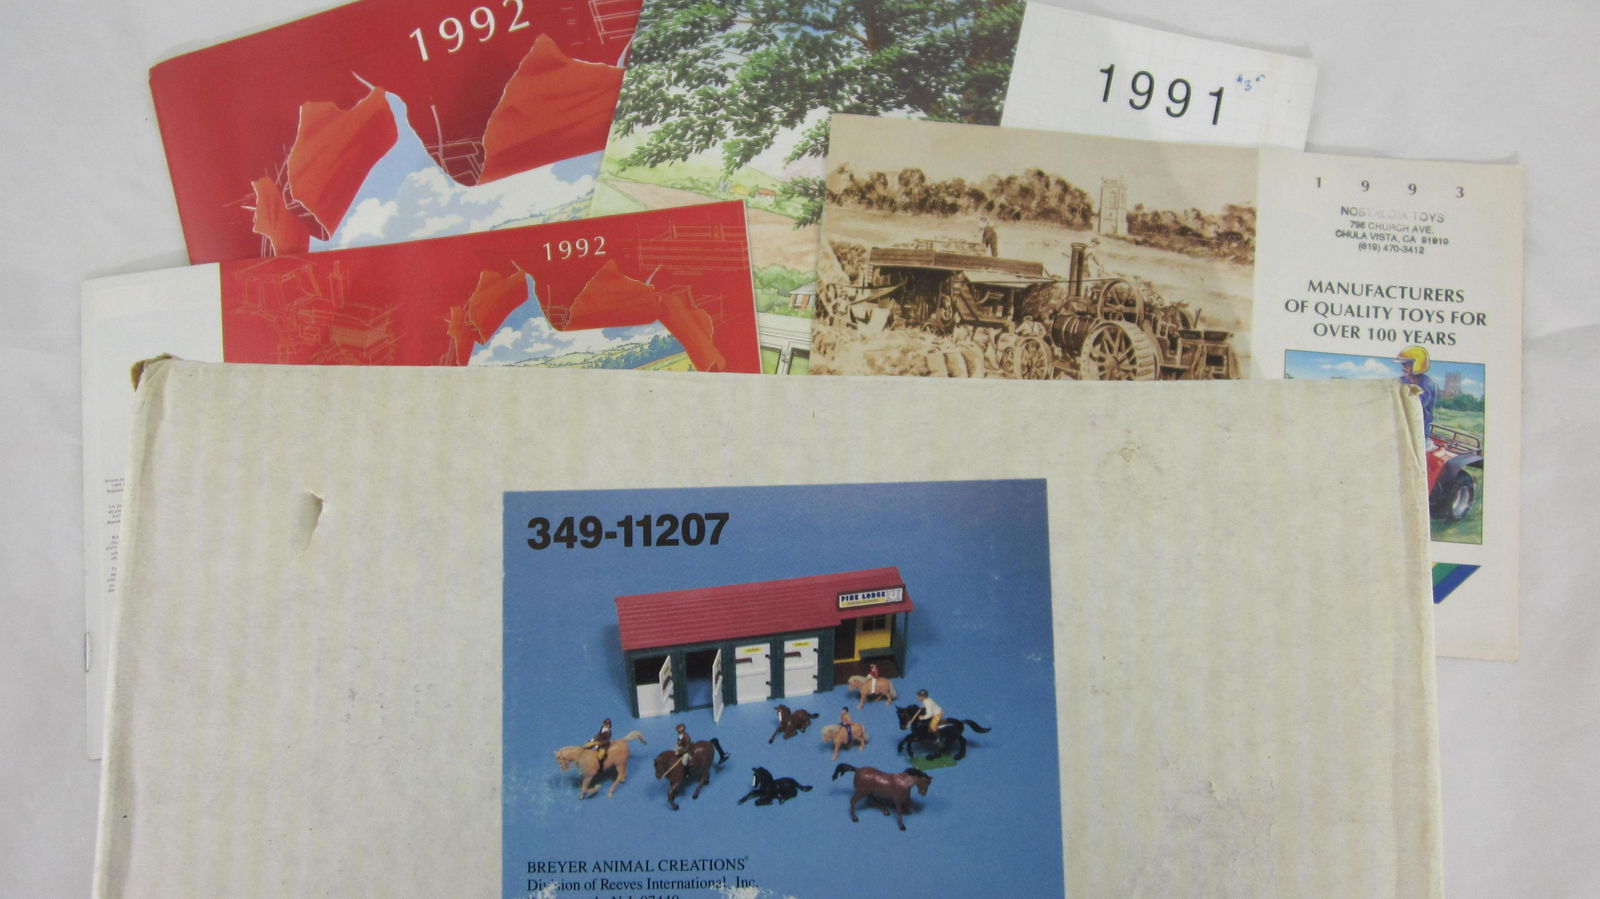 1992
1991
1992
1 9 9 3
NOSTALGIA TOYS
796 CHURCH AVE.
CHULA VISTA, CA 91910
(619) 470-3412
MANUFACTURERS
OF QUALITY TOYS FOR
OVER 100 YEARS
349-11207
PINE LODGE
BREYER ANIMAL CREATIONS®
Division of Reeves International, Inc.